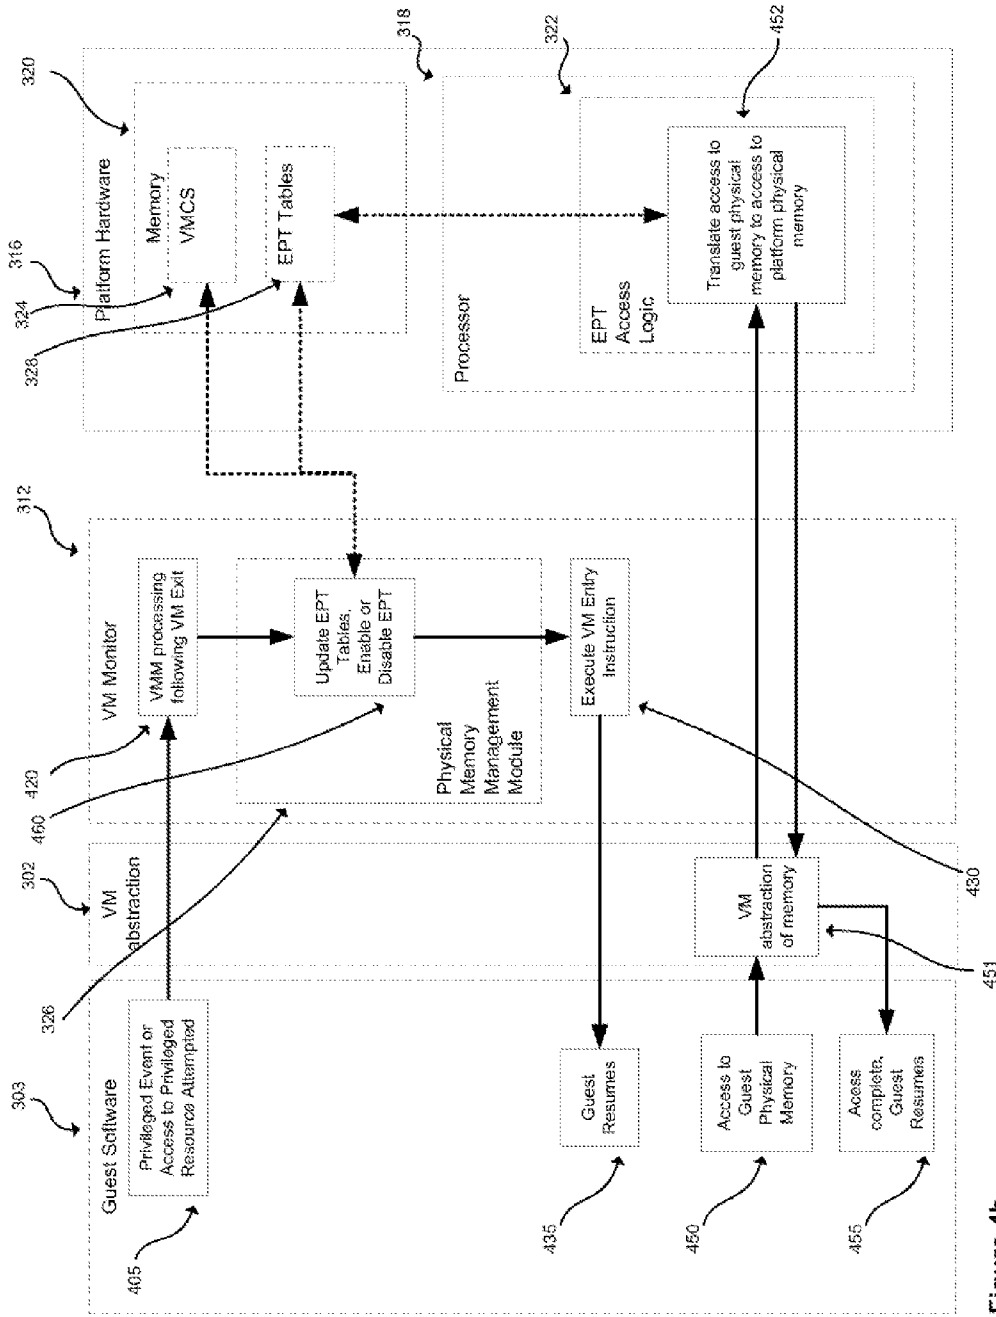 303
302
312
316
320
318
322
452
324
328
420
460
326
405
435
450
455
451
430
Guest Software
Privileged Event or
Access to Privileged
Resource Attempted
Guest
Resumes
Access to
Guest
Physical
Memory
Acess
complete,
Guest
Resumes
VM
abstraction
VM
abstraction
of memory
VM Monitor
VMM processing
following VM Exit
Update EPT
Tables,
Enable or
Disable EPT
Physical
Memory
Management
Module
Execute VM Entry
Instruction
Platform Hardware
Memory
VMCS
EPT Tables
Processor
EPT
Access
Logic
Translate access to
guest physical
memory to access to
platform physical
memory
Figure 4b